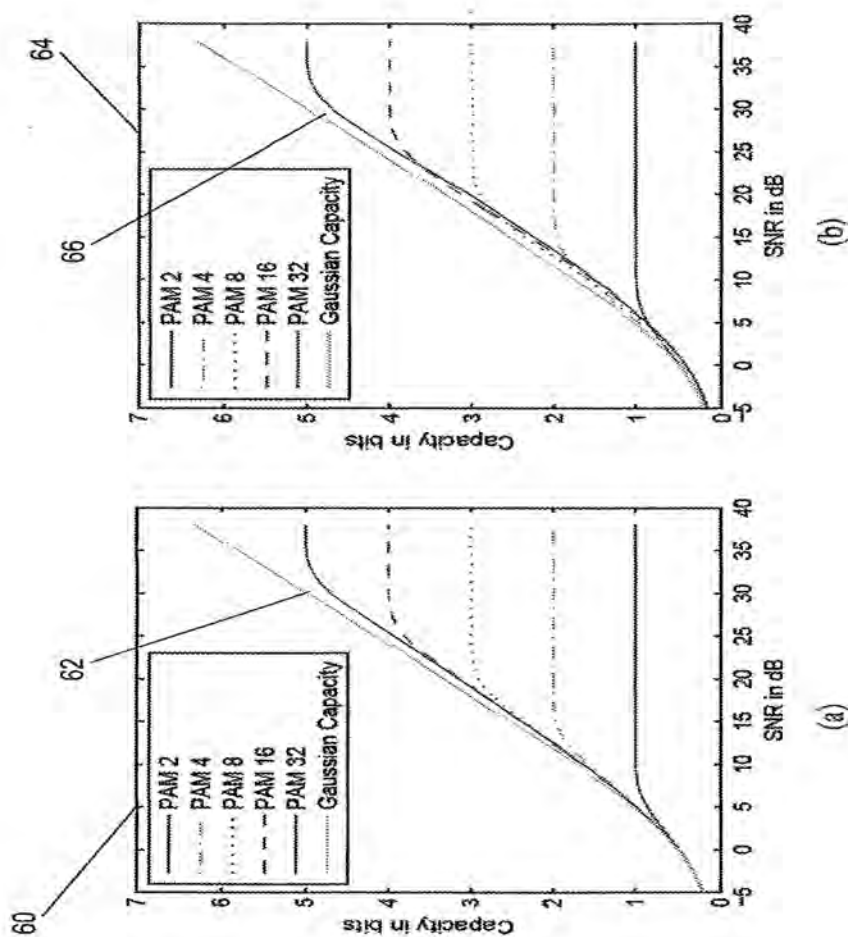 60
62
Capacity in bits
7
6
5
4
3
2
1
0
PAM 2
PAM 4
PAM 8
PAM 16
PAM 32
Gaussian Capacity
-5
0
5
10
15
20
25
30
35
40
SNR in dB
(a)
64
66
Capacity in bits
7
6
5
4
3
2
1
0
PAM 2
PAM 4
PAM 8
PAM 16
PAM 32
Gaussian Capacity
-5
0
5
10
15
20
25
30
35
40
SNR in dB
(b)